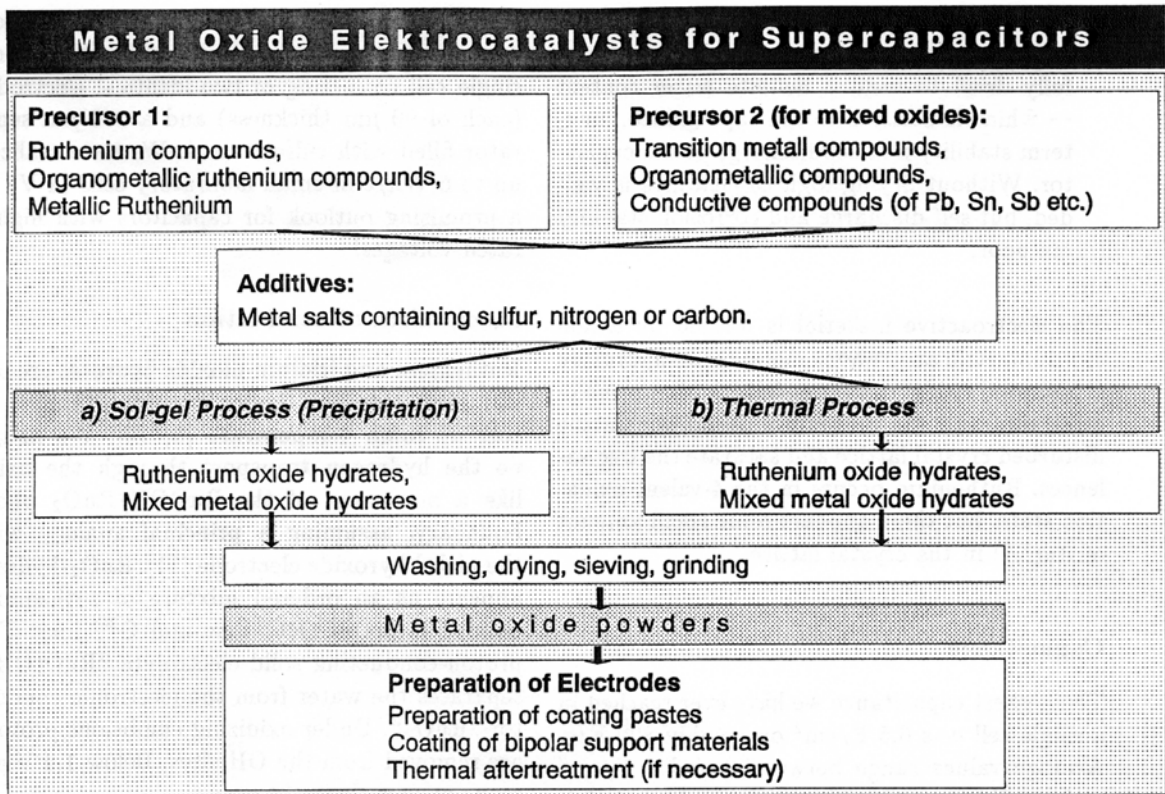 Metal Oxide Elektrocatalysts for Supercapacitors
Precursor 1:
Ruthenium compounds,
Organometallic ruthenium compounds,
Metallic Ruthenium
Precursor 2 (for mixed oxides):
Transition metall compounds,
Organometallic compounds,
Conductive compounds (of Pb, Sn, Sb etc.)
Additives:
Metal salts containing sulfur, nitrogen or carbon.
a) Sol-gel Process (Precipitation)
b) Thermal Process
Ruthenium oxide hydrates,
Mixed metal oxide hydrates
Ruthenium oxide hydrates,
Mixed metal oxide hydrates
Washing, drying, sieving, grinding
Metal oxide powders
Preparation of Electrodes
Preparation of coating pastes
Coating of bipolar support materials
Thermal aftertreatment (if necessary)